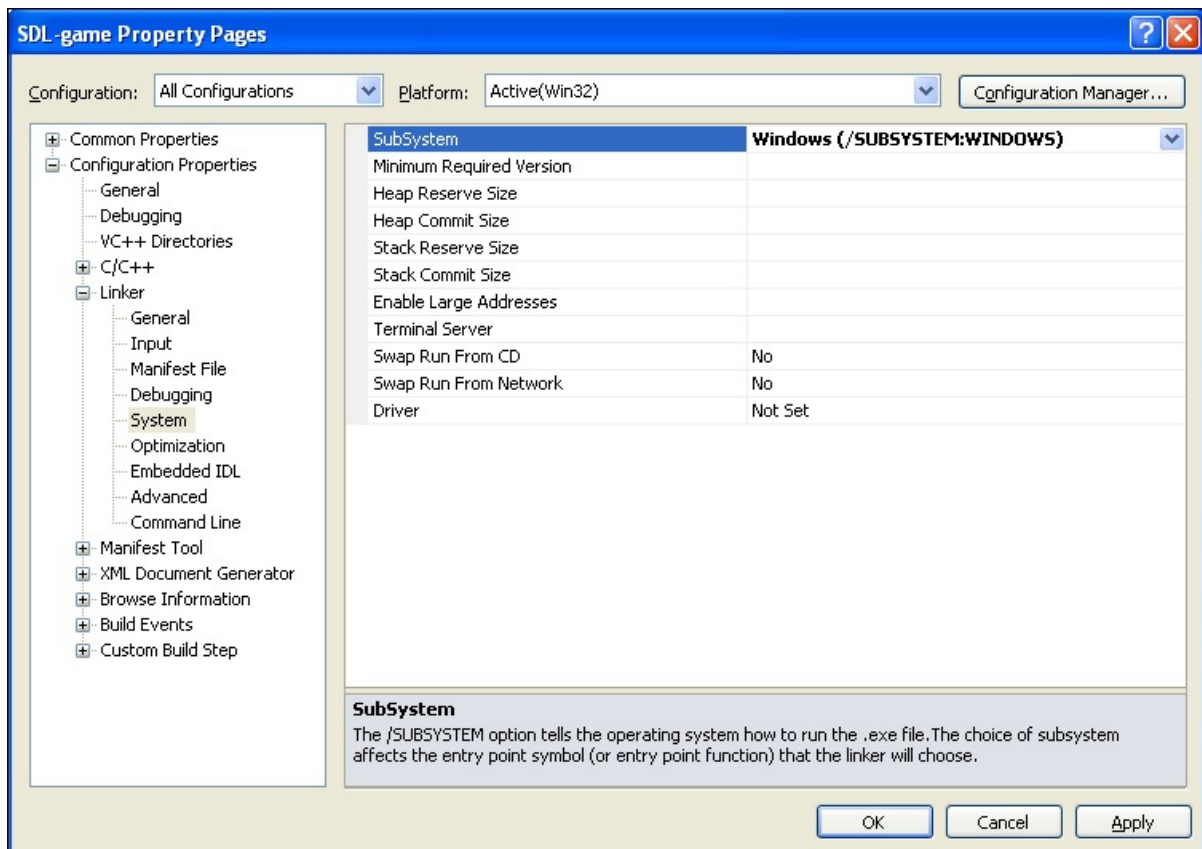 SDL-game Property Pages
Configuration: All Configurations Platform: Active(Win32) Configuration Manager...
Common Properties
Configuration Properties
General
Debugging
VC++ Directories
C/C++
Linker
General
Input
Manifest File
Debugging
System
Optimization
Embedded IDL
Advanced
Command Line
Manifest Tool
XML Document Generator
Browse Information
Build Events
Custom Build Step
SubSystem Windows (/SUBSYSTEM:WINDOWS)
Minimum Required Version
Heap Reserve Size
Heap Commit Size
Stack Reserve Size
Stack Commit Size
Enable Large Addresses
Terminal Server
Swap Run From CD No
Swap Run From Network No
Driver Not Set
SubSystem
The /SUBSYSTEM option tells the operating system how to run the .exe file.The choice of subsystem
affects the entry point symbol (or entry point function) that the linker will choose.
OK Cancel Apply